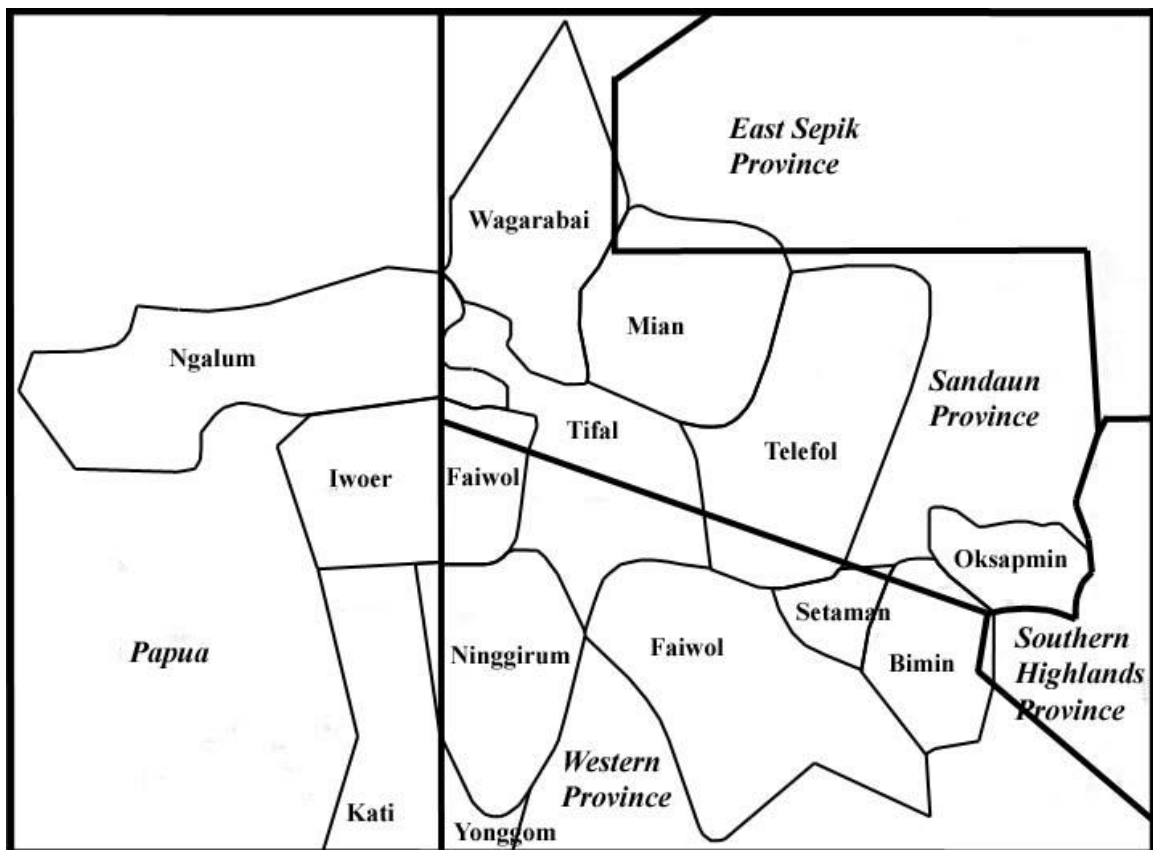 East Sepik
Province
Wagarabai
Mian
Ngalum
Sandaun
Province
Tifal
Telefol
Iwoer
Faiwol
Oksapmin
Setaman
Papua
Ninggirum
Faiwol
Bimin
Southern
Highlands
Province
Western
Province
Kati
Yonggom